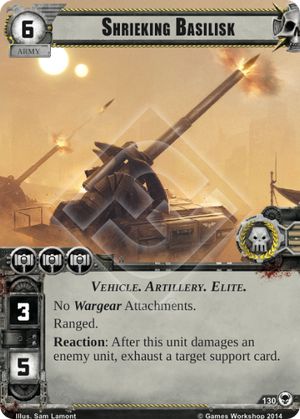 6
SHRIEKING BASILISK
ARMY
VEHICLE. ARTILLERY. ELITE.
3
5
No Wargear Attachments.
Ranged.
Reaction: After this unit damages an
enemy unit, exhaust a target support card.
130
Illus. Sam Lamont
© Games Workshop 2014